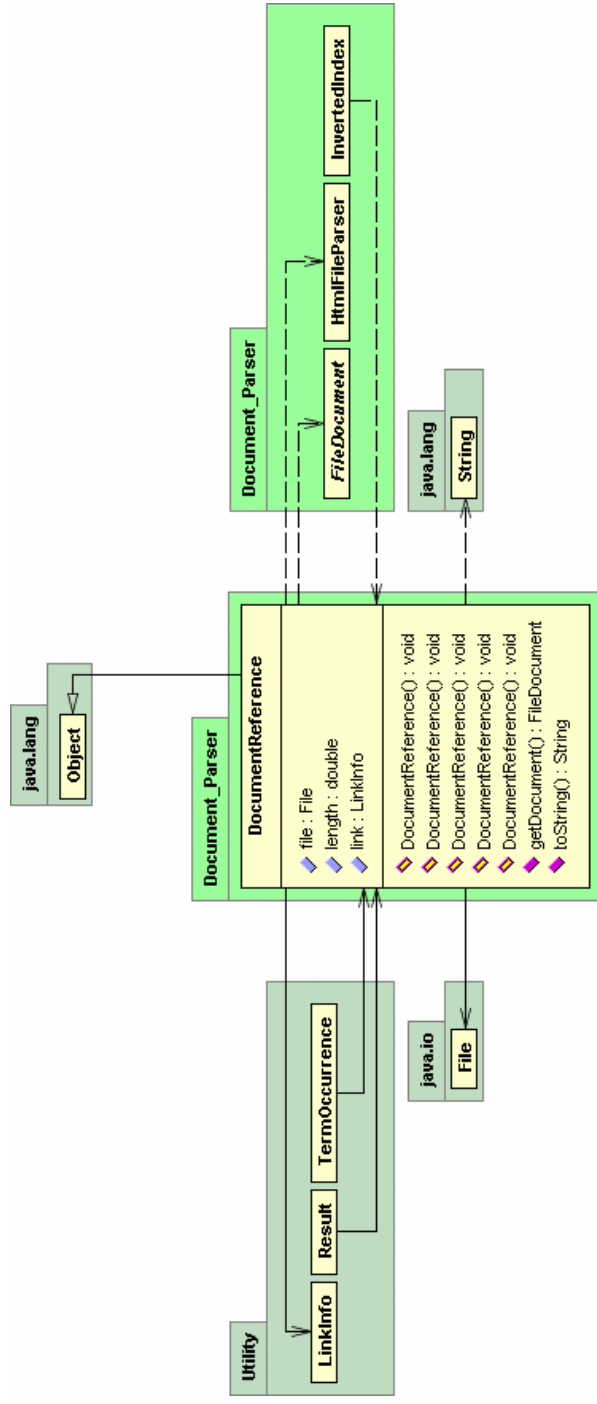 java.lang
Object
Utility
LinkInfo
Result
TermOccurrence
java.io
File
Document_Parser
DocumentReference
file : File
length : double
link : LinkInfo
DocumentReference() : void
DocumentReference() : void
DocumentReference() : void
DocumentReference() : void
DocumentReference() : void
getDocument() : FileDocument
toString() : String
Document_Parser
FileDocument
HtmlFileParser
InvertedIndex
java.lang
String